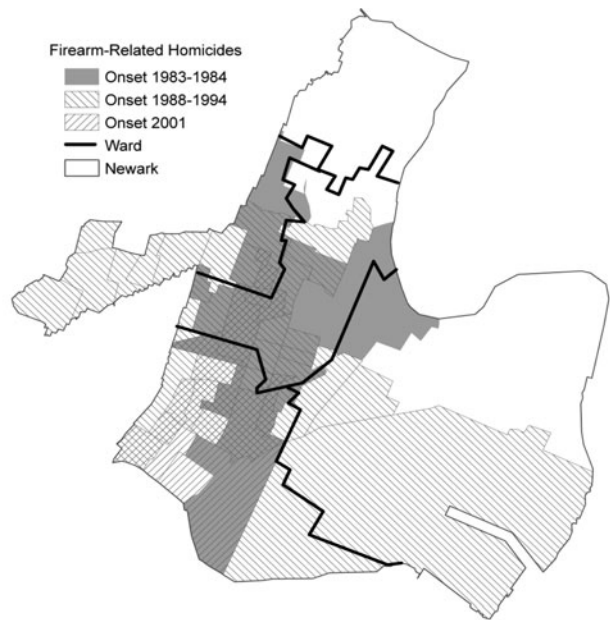 Firearm-Related Homicides
Onset 1983-1984
Onset 1988-1994
Onset 2001
Ward
Newark